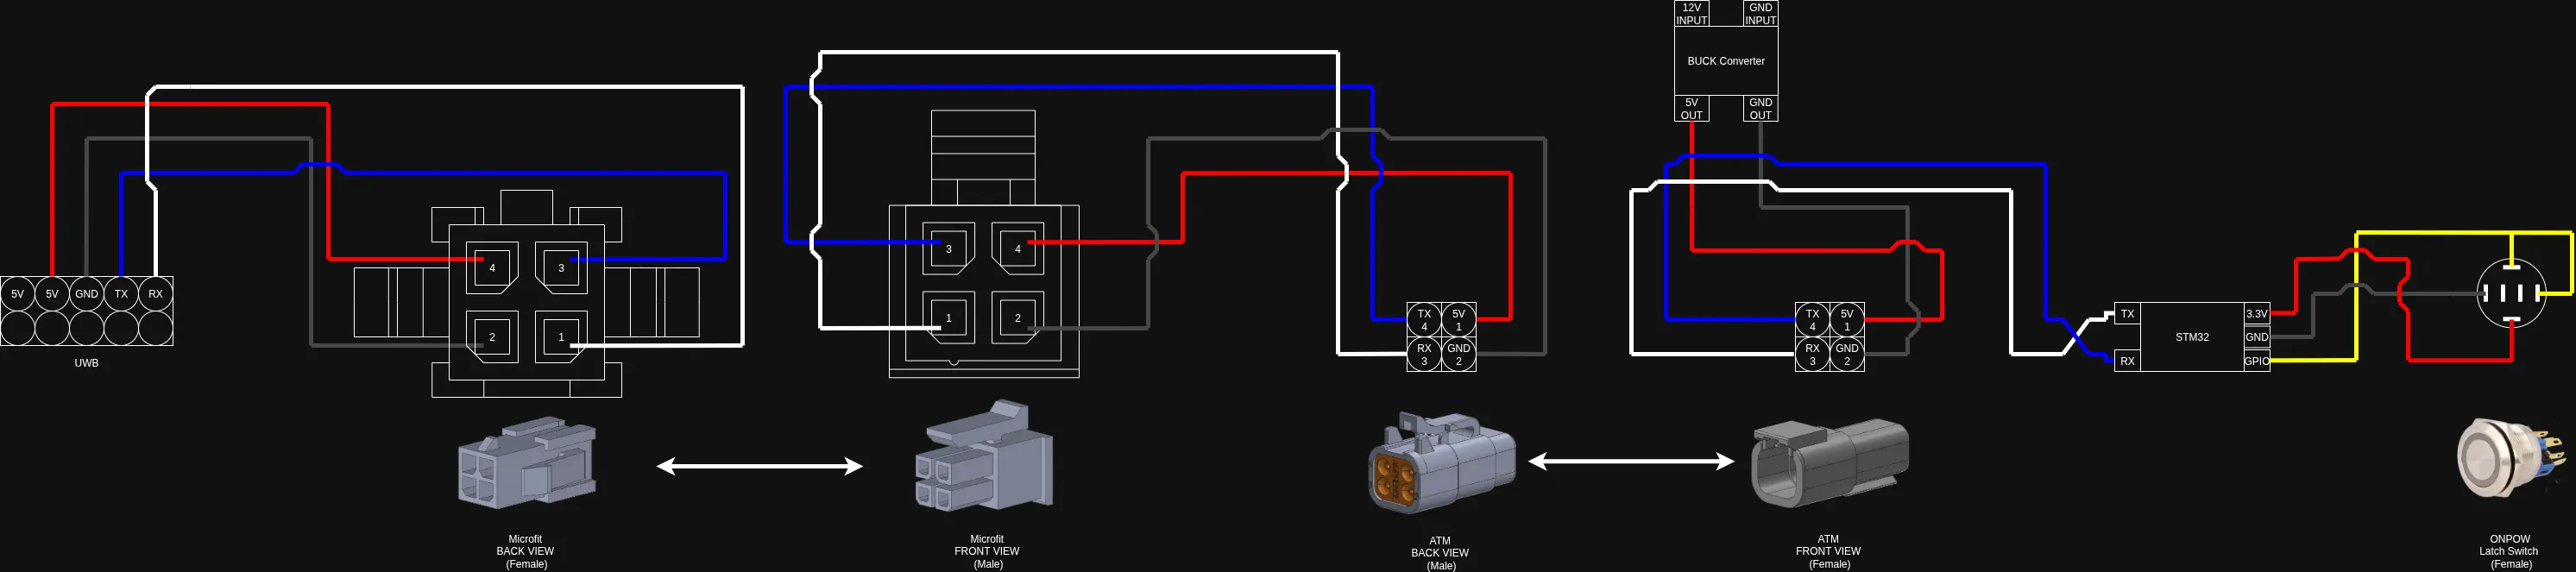 12V
INPUT
GND
INPUT
BUCK Converter
5V
OUT
GND
OUT
5V
5V
GND
TX
RX
UWB
4
3
2
1
3
4
1
2
TX
4
5V
1
RX
3
GND
2
TX
4
5V
1
RX
3
GND
2
TX
RX
STM32
3.3V
GND
GPIO
Microfit
BACK VIEW
(Female)
Microfit
FRONT VIEW
(Male)
ATM
BACK VIEW
(Male)
ATM
FRONT VIEW
(Female)
ONPOW
Latch Switch
(Female)